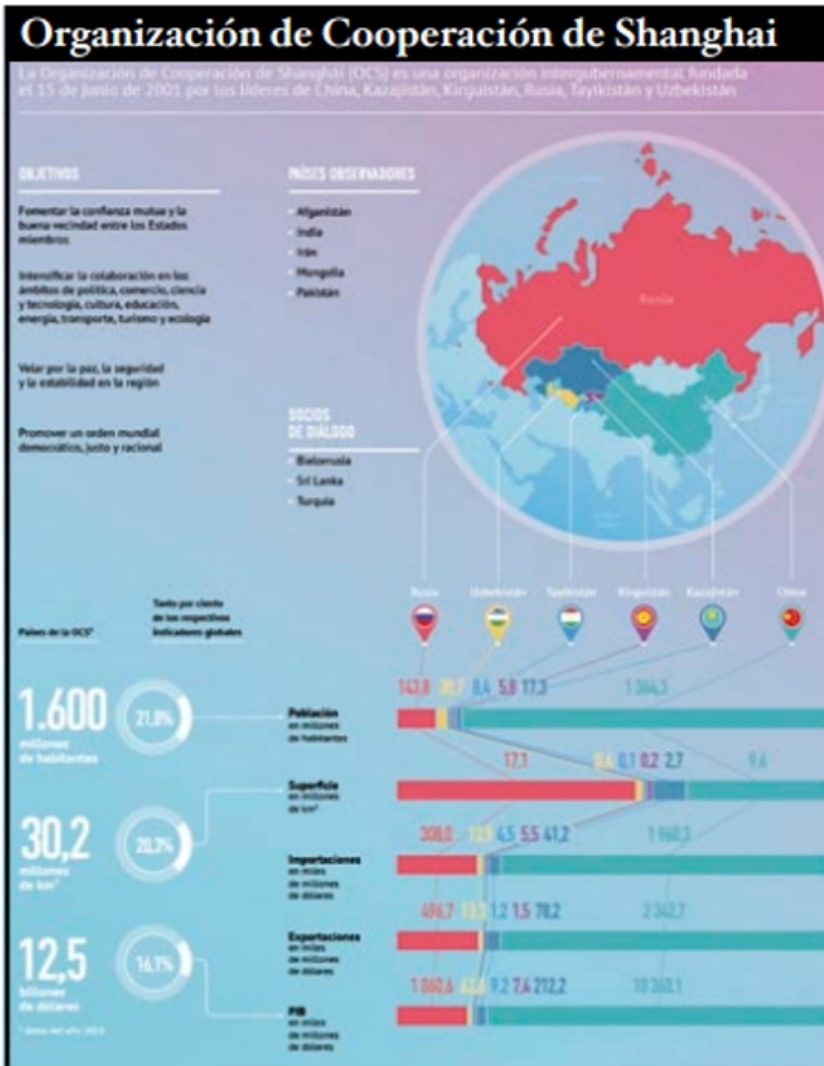 Organización de Cooperación de Shanghai
La Organización de Cooperación de Shanghái (OCS) es una organización intergubernamental fundada
el 15 de junio de 2001 por los líderes de China, Kazajistán, Kirguistán, Rusia, Tayikistán y Uzbekistán
OBJETIVOS
Fomentar la confianza mutua y la
buena vecindad entre los Estados
miembros
Intensificar la colaboración en los
ámbitos de política, comercio, ciencia
y tecnología, cultura, educación,
energía, transporte, turismo y ecología
Velar por la paz, la seguridad
y la estabilidad en la región
Promover un orden mundial
democrático, justo y racional
PAÍSES OBSERVADORES
- Afganistán
- India
- Irán
- Mongolia
- Pakistán
SOCIOS
DE DIÁLOGO
- Bielorrusia
- Sri Lanka
- Turquía
Rusia
Rusia Uzbekistán Tayikistán Kirguistán Kazajistán China
Países de la OCS*
Tanto por ciento
de los respectivos
indicadores globales
1.600
millones
de habitantes
21,8%
Población
en millones
de habitantes
143,8 30,7 8,4 5,8 17,3 1 364,3
30,2
millones
de km²
20,3%
Superficie
en millones
de km²
17,1 0,4 0,1 0,2 2,7 9,6
Importaciones
en miles
de millones
de dólares
308,0 4,5 5,5 41,2 1 960,3
Exportaciones
en miles
de millones
de dólares
496,7 1,2 1,5 78,2 2 342,7
12,5
billones
de dólares
16,1%
PIB
en miles
de millones
de dólares
1 860,6 9,2 7,4 212,2 10 360,1
* Datos del año 2014